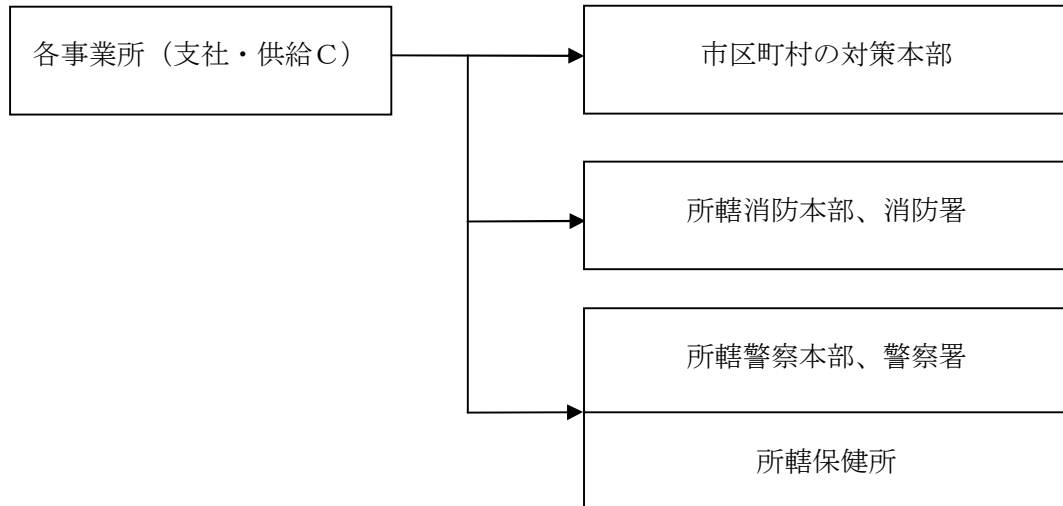 各事業所（支社・供給Ｃ）
市区町村の対策本部
所轄消防本部、消防署
所轄警察本部、警察署
所轄保健所